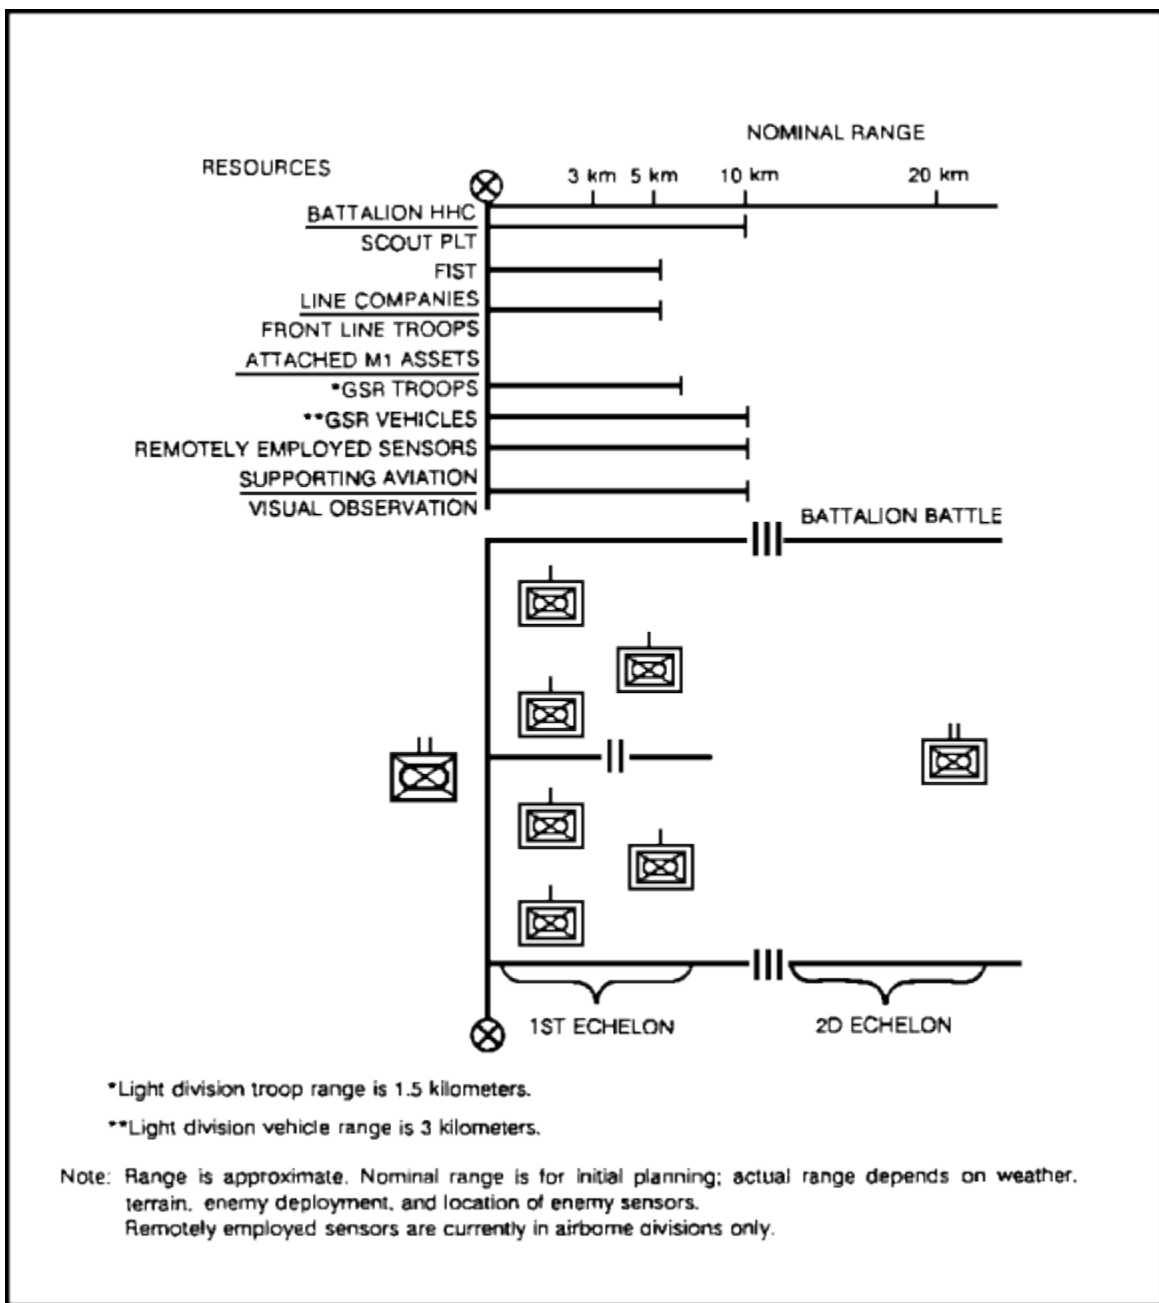 NOMINAL RANGE
RESOURCES
3 km 5 km 10 km 20 km
BATTALION HHC
SCOUT PLT
FIST
LINE COMPANIES
FRONT LINE TROOPS
ATTACHED M1 ASSETS
*GSR TROOPS
**GSR VEHICLES
REMOTELY EMPLOYED SENSORS
SUPPORTING AVIATION
VISUAL OBSERVATION
BATTALION BATTLE
1ST ECHELON 2D ECHELON
*Light division troop range is 1.5 kilometers.
**Light division vehicle range is 3 kilometers.
Note: Range is approximate. Nominal range is for initial planning; actual range depends on weather.
terrain, enemy deployment, and location of enemy sensors.
Remotely employed sensors are currently in airborne divisions only.